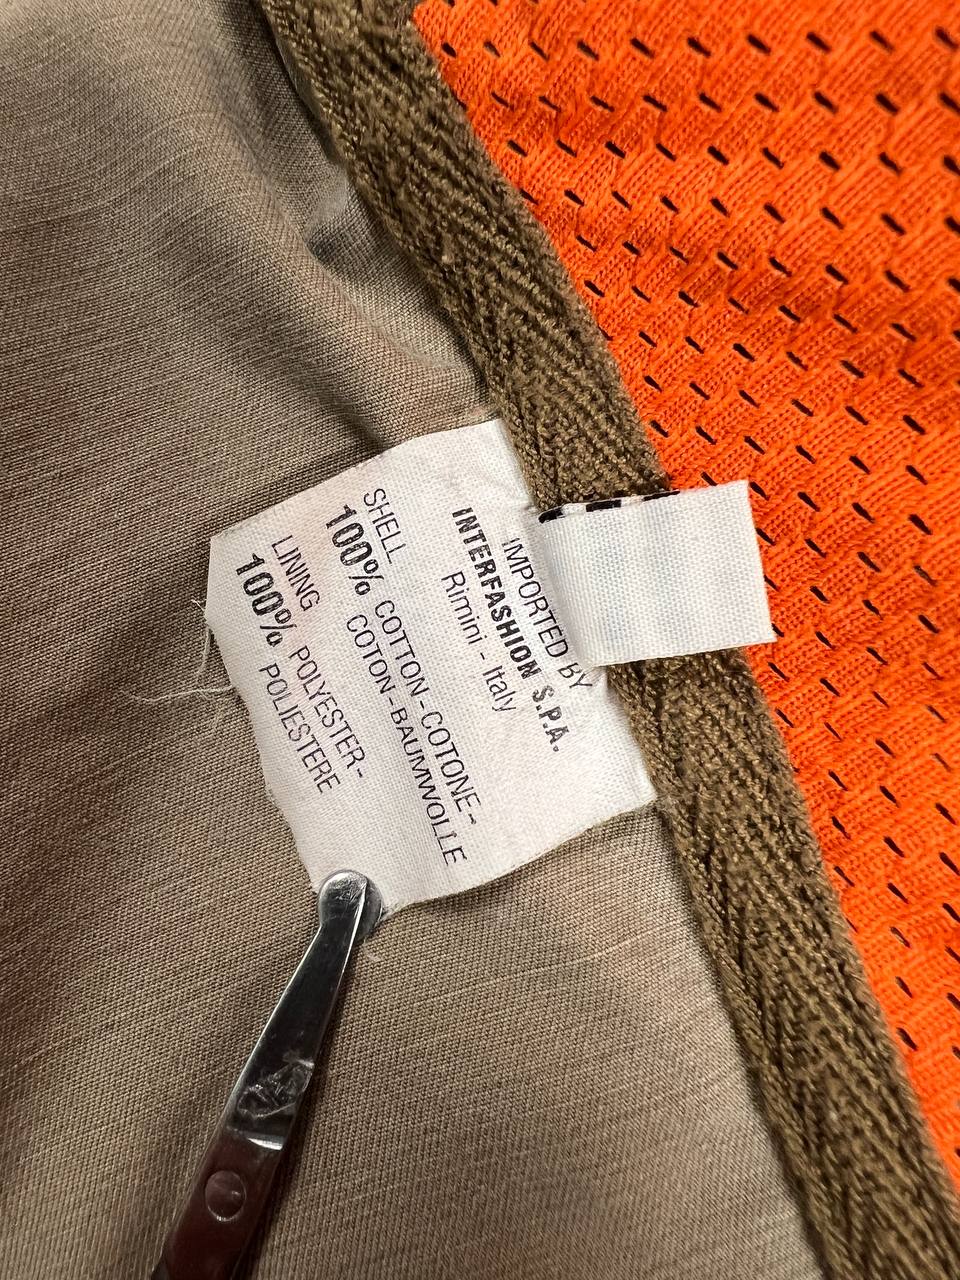 IMPORTED BY
INTERFASHION S.P.A.
Rimini - Italy
SHELL
100% COTTON-COTONE-
COTON-BAUMWOLLE
LINING
100% POLYESTER-
POLIESTERE